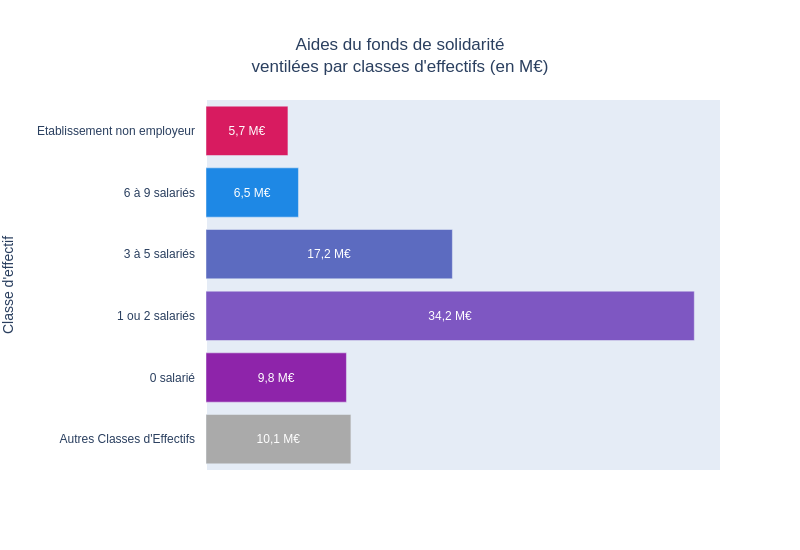 Aides du fonds de solidarité
ventilées par classes d'effectifs (en M€)
Classe d'effectif
Etablissement non employeur
5,7 M€
6 à 9 salariés
6,5 M€
3 à 5 salariés
17,2 M€
1 ou 2 salariés
34,2 M€
0 salarié
9,8 M€
Autres Classes d'Effectifs
10,1 M€